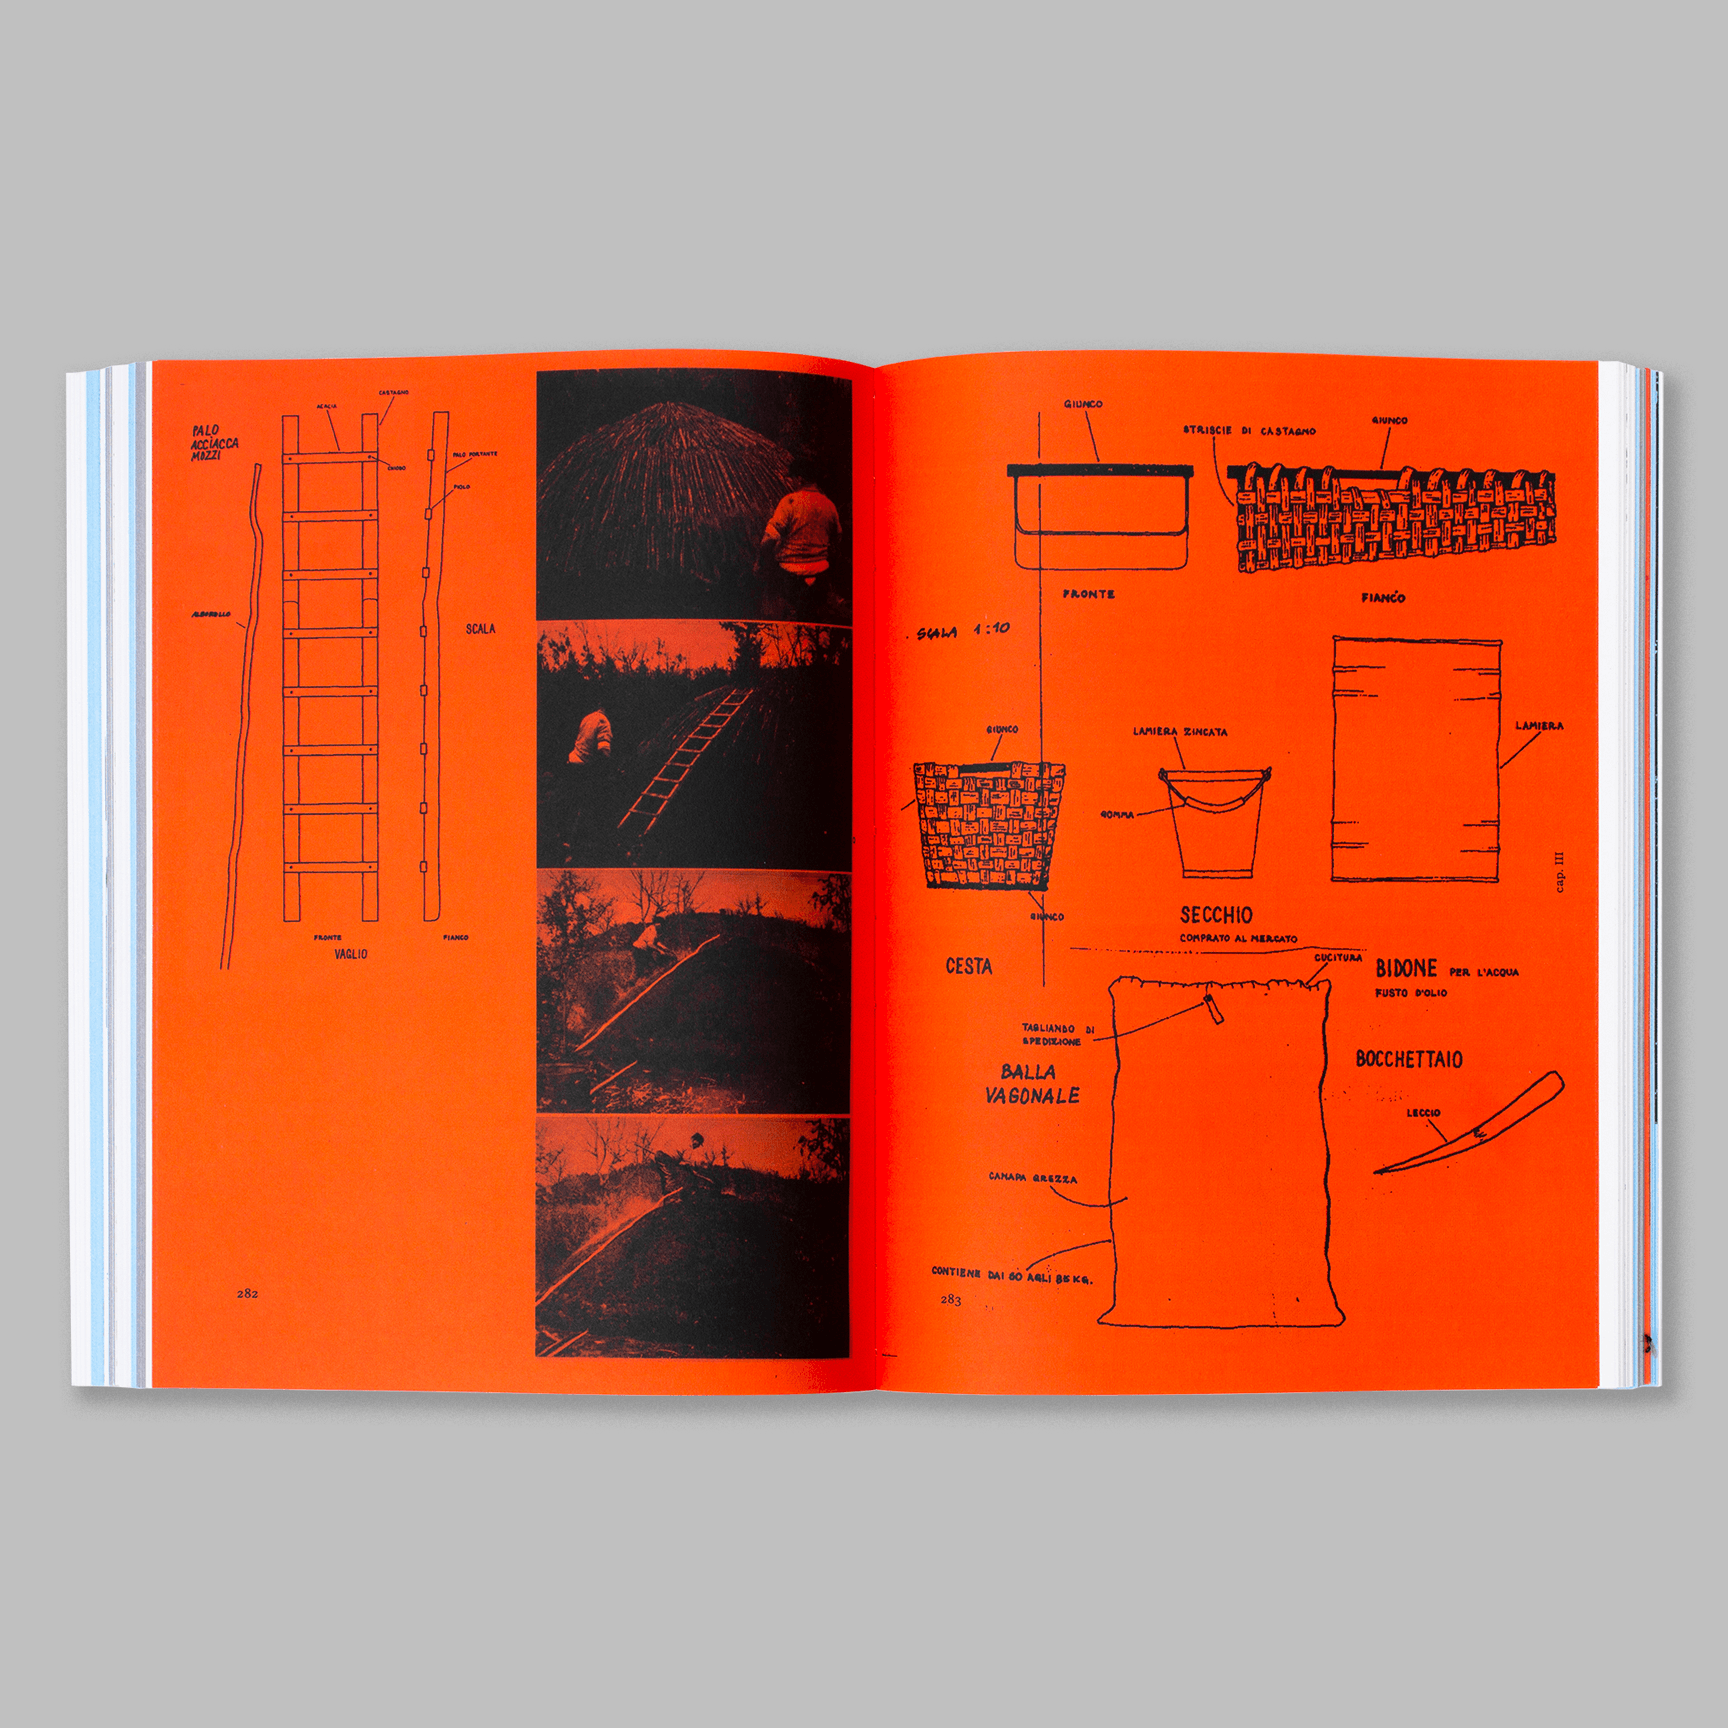 PALO
ACCIACCA
MOZZI
ACACIA
CASTAGNO
CHIODO
PALO PORTANTE
PIOLO
ALBORELLO
SCALA
FRONTE
FIANCO
VAGLIO
282
GIUNCO
STRISCIE DI CASTAGNO
GIUNCO
FRONTE
FIANCO
SCALA 1:10
GIUNCO
LAMIERA ZINCATA
LAMIERA
GOMMA
cap. III
GIUNCO
SECCHIO
COMPRATO AL MERCATO
CESTA
CUCITURA
BIDONE PER L'ACQUA
FUSTO D'OLIO
TAGLIANDO DI
SPEDIZIONE
BALLA
VAGONALE
BOCCHETTAIO
LECCIO
CANAPA GREZZA
CONTIENE DAI 60 AGLI 85 KG.
283